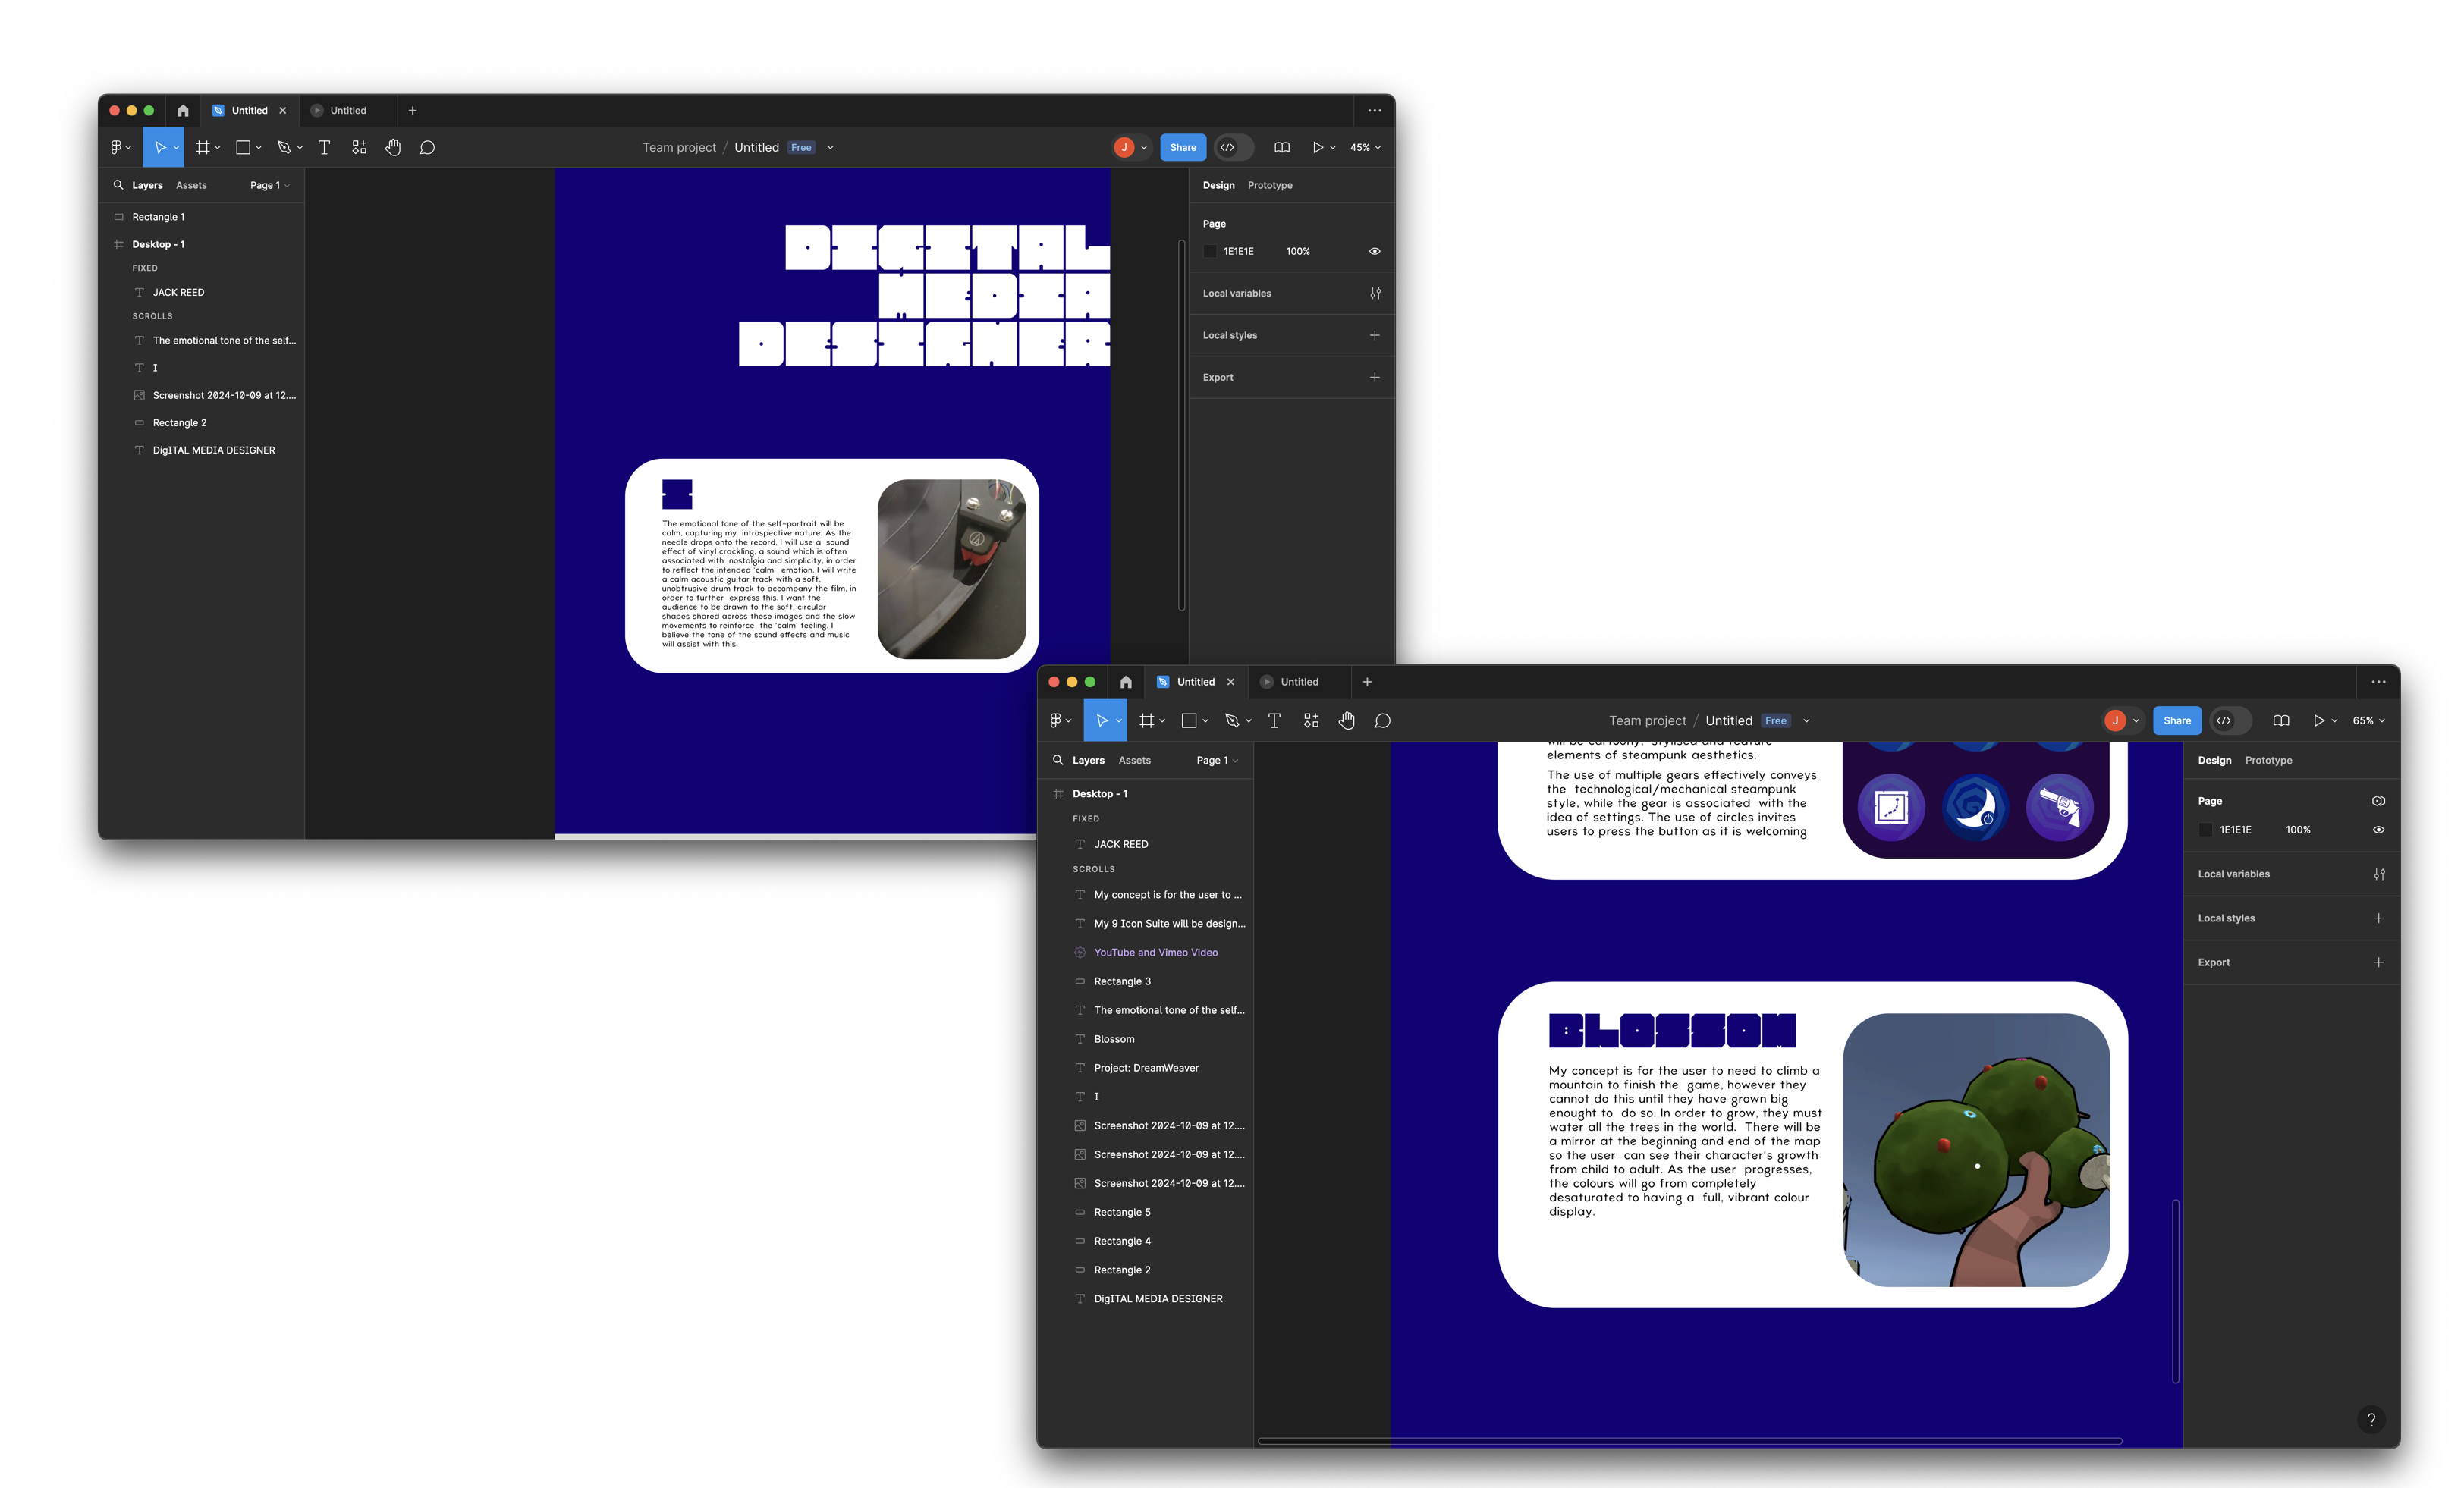 Untitled
Untitled
Team project / Untitled Free
J
Share
45%
Layers
Assets
Page 1
Rectangle 1
Desktop - 1
FIXED
JACK REED
SCROLLS
The emotional tone of the self...
I
Screenshot 2024-10-09 at 12....
Rectangle 2
DigITAL MEDIA DESIGNER
DIGITAL
MEDIA
DESIGNER
I
The emotional tone of the self-portrait will be
calm, capturing my introspective nature. As the
needle drops onto the record, I will use a sound
effect of vinyl crackling, a sound which is often
associated with nostalgia and simplicity, in order
to reflect the intended 'calm' emotion. I will write
a calm acoustic guitar track with a soft,
unobtrusive drum track to accompany the film, in
order to further express this. I want the
audience to be drawn to the soft, circular
shapes shared across these images and the slow
movements to reinforce the 'calm' feeling. I
believe the tone of the sound effects and music
will assist with this.
Design
Prototype
Page
1E1E1E 100%
Local variables
Local styles
Export
Untitled
Untitled
Team project / Untitled Free
J
Share
65%
Layers
Assets
Page 1
Desktop - 1
FIXED
JACK REED
SCROLLS
My concept is for the user to ...
My 9 Icon Suite will be design...
YouTube and Vimeo Video
Rectangle 3
The emotional tone of the self...
Blossom
Project: DreamWeaver
I
Screenshot 2024-10-09 at 12....
Screenshot 2024-10-09 at 12....
Screenshot 2024-10-09 at 12....
Rectangle 5
Rectangle 4
Rectangle 2
DigITAL MEDIA DESIGNER
will be cartoony, stylised and feature
elements of steampunk aesthetics.
The use of multiple gears effectively conveys
the technological/mechanical steampunk
style, while the gear is associated with the
idea of settings. The use of circles invites
users to press the button as it is welcoming
BLOSSOM
My concept is for the user to need to climb a
mountain to finish the game, however they
cannot do this until they have grown big
enought to do so. In order to grow, they must
water all the trees in the world. There will be
a mirror at the beginning and end of the map
so the user can see their character's growth
from child to adult. As the user progresses,
the colours will go from completely
desaturated to having a full, vibrant colour
display.
Design
Prototype
Page
1E1E1E 100%
Local variables
Local styles
Export
?